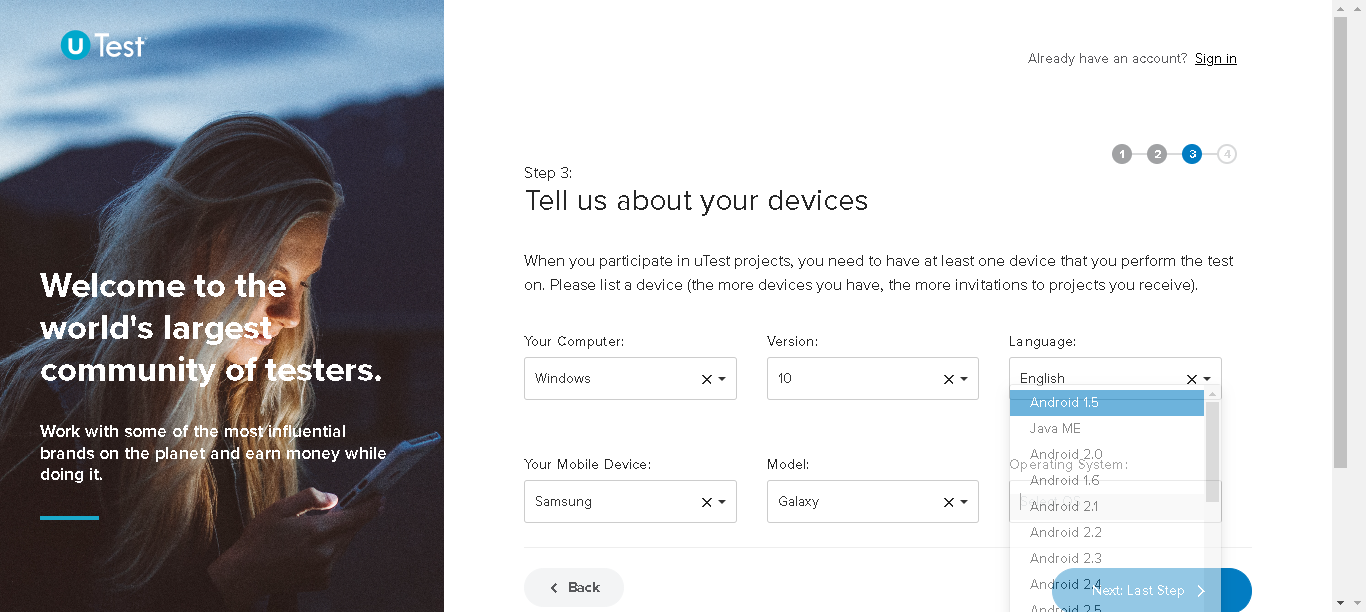 uTest
Already have an account? Sign in
1 2 3 4
Step 3:
Tell us about your devices
When you participate in uTest projects, you need to have at least one device that you perform the test
on. Please list a device (the more devices you have, the more invitations to projects you receive).
Welcome to the
world's largest
community of testers.
Work with some of the most influential
brands on the planet and earn money while
doing it.
Your Computer: Version: Language:
Windows 10 English
Your Mobile Device: Model: Operating System:
Samsung Galaxy
Android 1.5
Java ME
Android 2.0
Android 1.6
Android 2.1
Android 2.2
Android 2.3
Android 2.4
Android 2.5
Back Next: Last Step